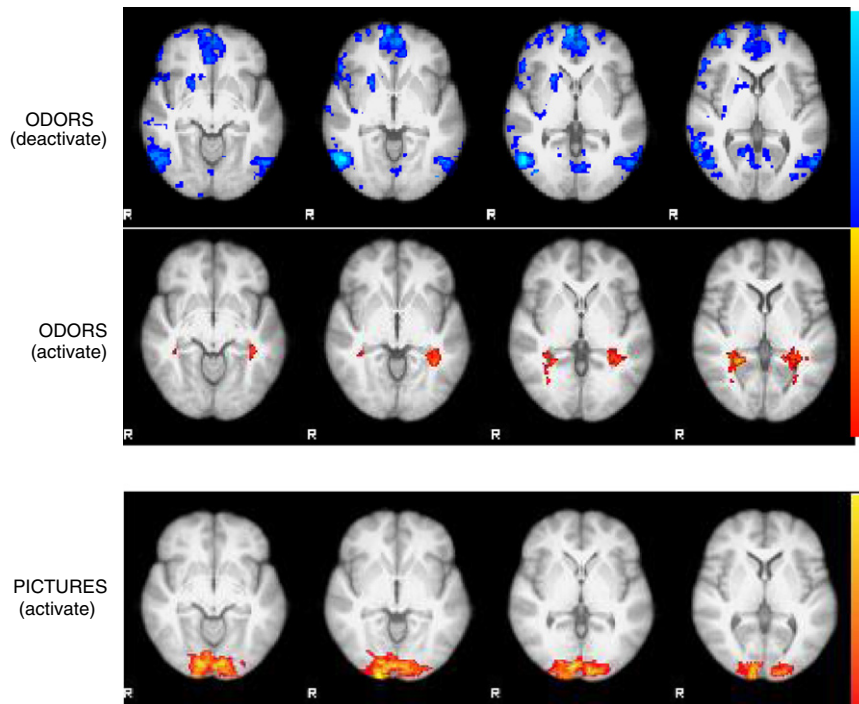 ODORS
(deactivate)
R R R R
ODORS
(activate)
R R R R
PICTURES
(activate)
R R R R